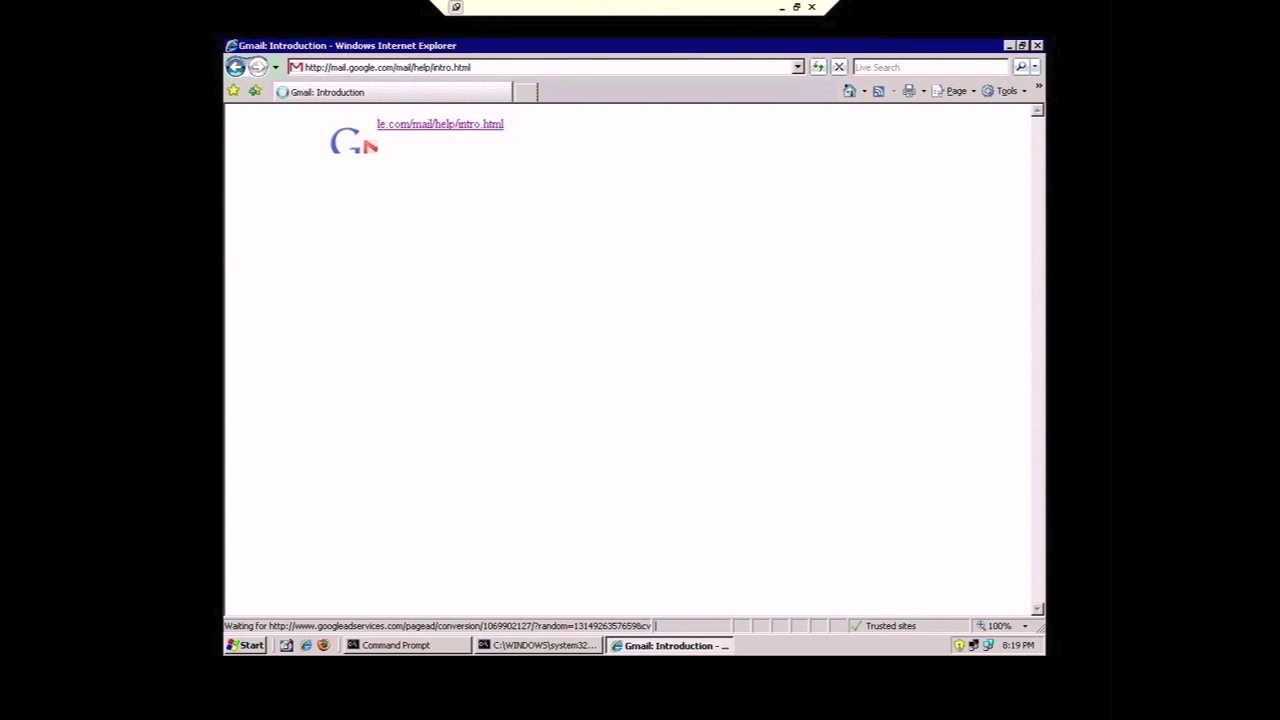 Gmail: Introduction - Windows Internet Explorer
http://mail.google.com/mail/help/intro.html
Live Search
Gmail: Introduction
Page
Tools
le.com/mail/help/intro.html
G
Waiting for http://www.googleadservices.com/pagead/conversion/1069902127/?random=1314926357659&cv
Trusted sites
100%
Start
Command Prompt
C:\WINDOWS\system32...
Gmail: Introduction - ...
8:19 PM